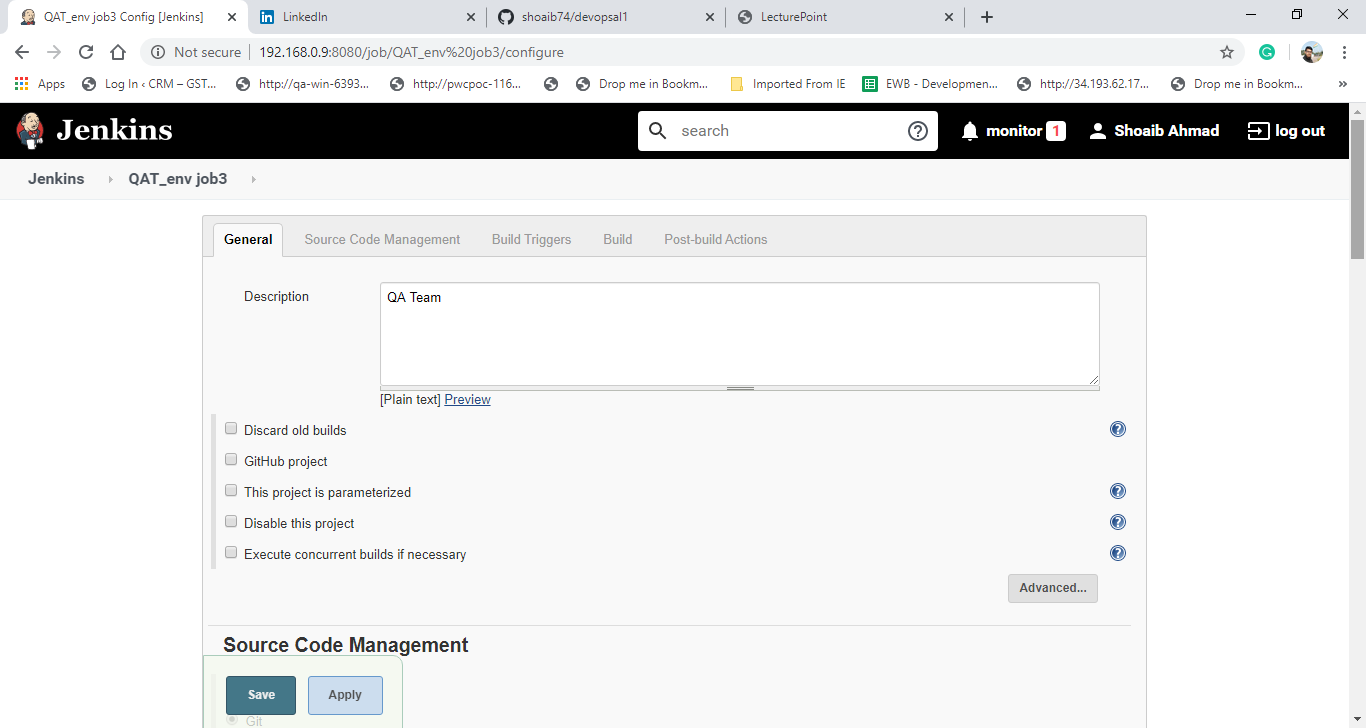 QAT_env job3 Config [Jenkins]
LinkedIn
shoaib74/devopsal1
LecturePoint
Not secure
192.168.0.9:8080/job/QAT_env%20job3/configure
Apps
Log In ‹ CRM – GST...
http://qa-win-6393...
http://pwcpoc-116...
Drop me in Bookm...
Imported From IE
EWB - Developmen...
http://34.193.62.17...
Drop me in Bookm...
Jenkins
search
monitor 1
Shoaib Ahmad
log out
Jenkins
QAT_env job3
General
Source Code Management
Build Triggers
Build
Post-build Actions
Description
QA Team
[Plain text] Preview
Discard old builds
GitHub project
This project is parameterized
Disable this project
Execute concurrent builds if necessary
Advanced...
Source Code Management
Save
Apply
Git